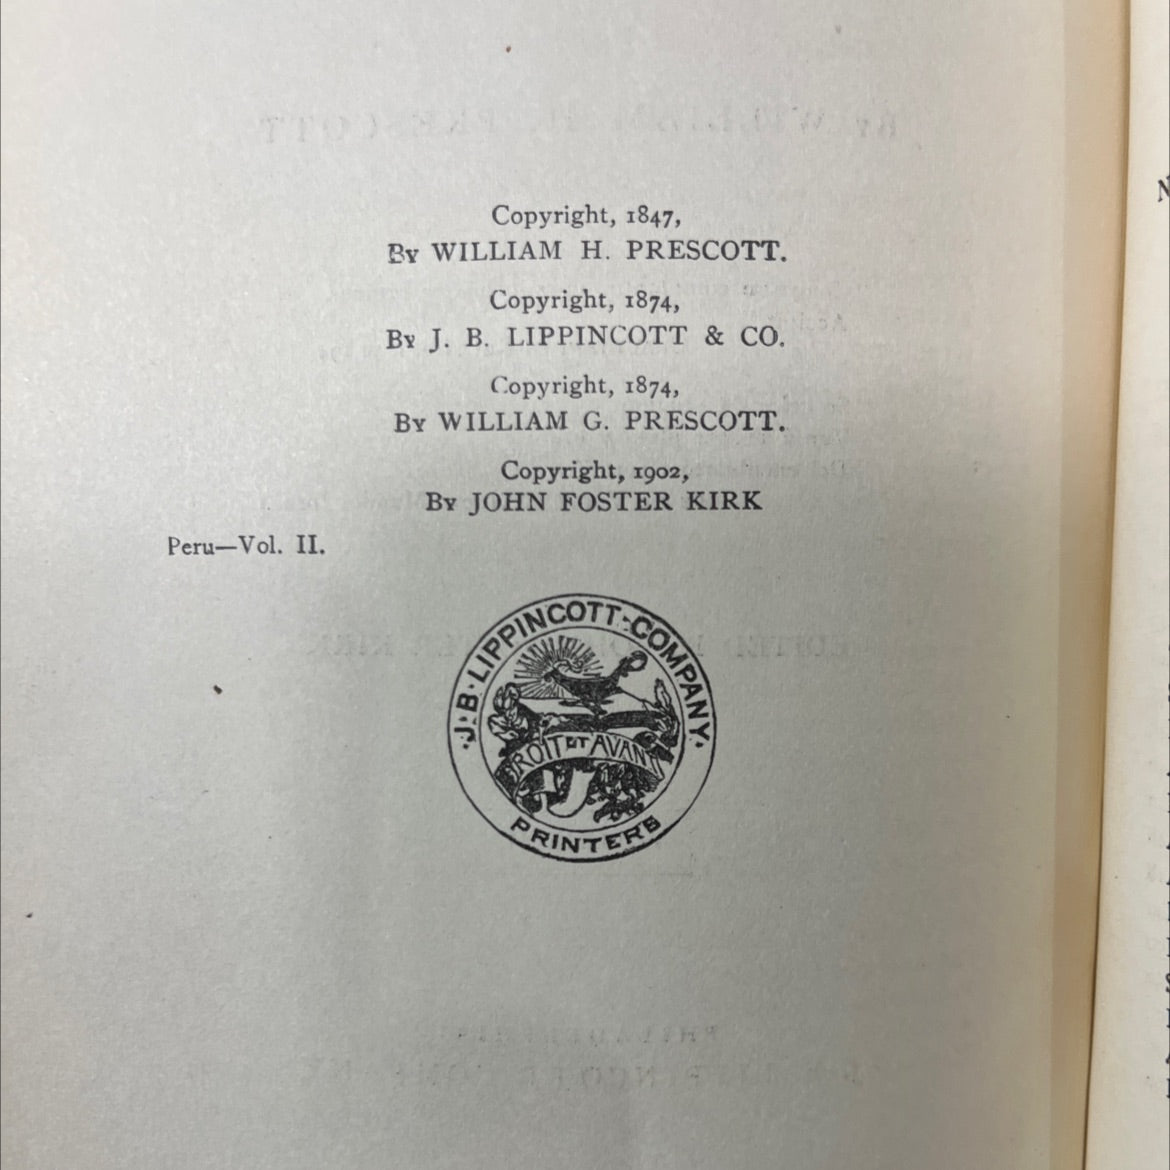 Copyright, 1847,
By WILLIAM H. PRESCOTT.
Copyright, 1874,
By J. B. LIPPINCOTT & CO.
Copyright, 1874,
By WILLIAM G. PRESCOTT.
Copyright, 1902,
By JOHN FOSTER KIRK
Peru—Vol. II.
·J·B·LIPPINCOTT·COMPANY·
DROIT ET AVANT
PRINTERS